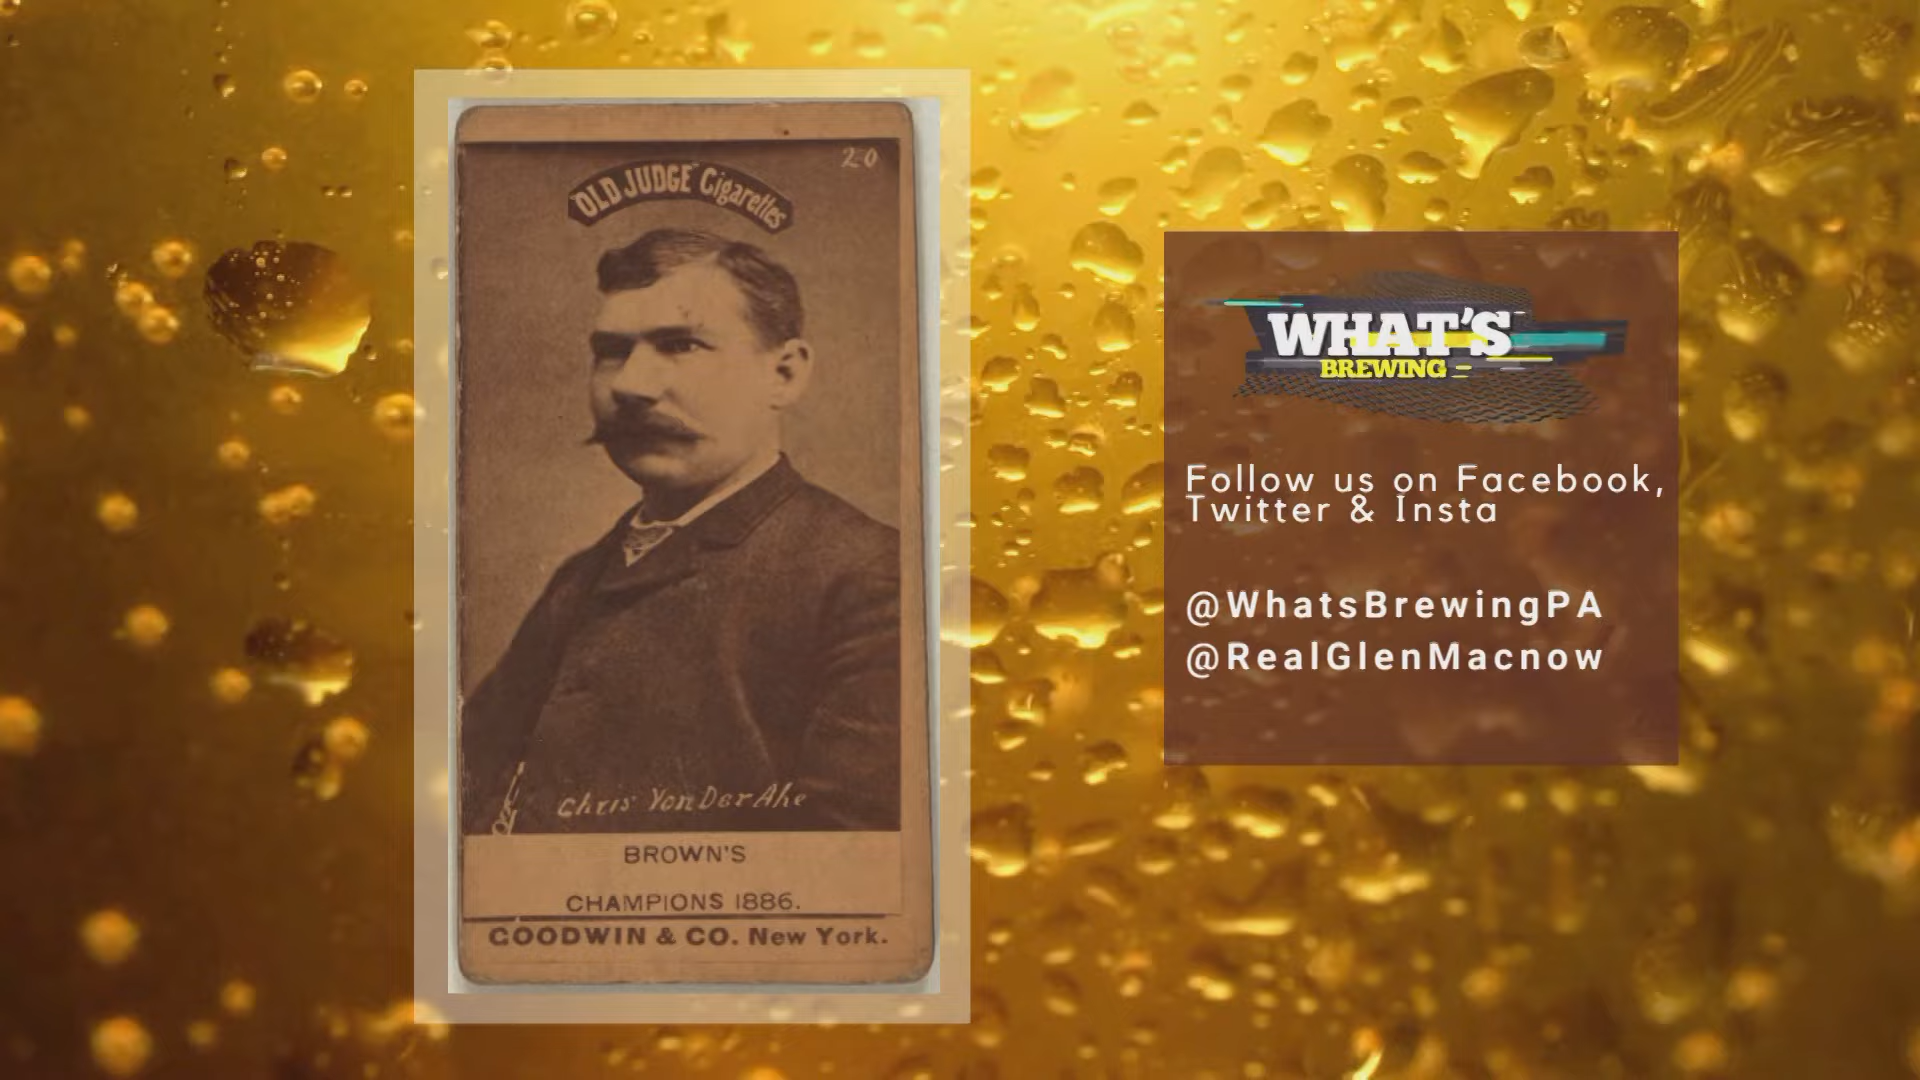 20
OLD JUDGE Cigarettes
Chris Von Der Ahe
BROWN'S
CHAMPIONS 1886.
GOODWIN & CO. New York.
WHAT'S
BREWING
Follow us on Facebook,
Twitter & Insta
@WhatsBrewingPA
@RealGlenMacnow